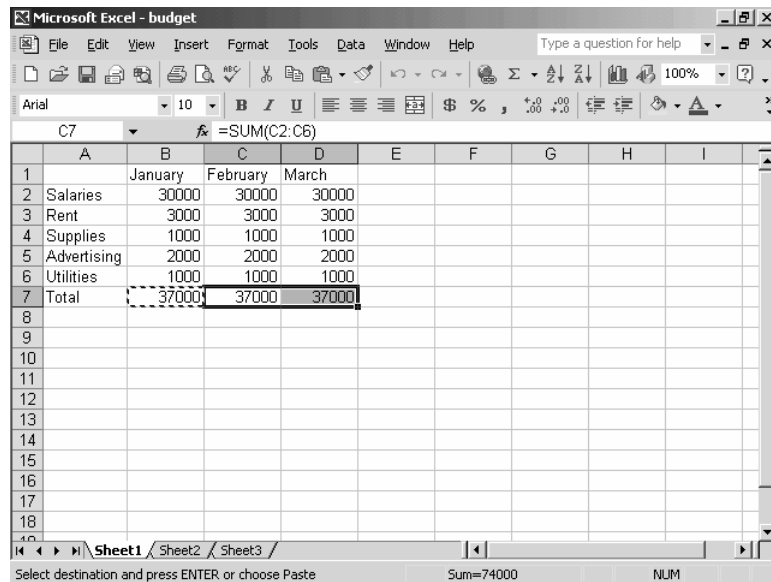 Microsoft Excel - budget
File Edit View Insert Format Tools Data Window Help Type a question for help
100%
Arial 10 B I U $ % ,
C7 fx =SUM(C2:C6)
A B C D E F G H I
1 January February March
2 Salaries 30000 30000 30000
3 Rent 3000 3000 3000
4 Supplies 1000 1000 1000
5 Advertising 2000 2000 2000
6 Utilities 1000 1000 1000
7 Total 37000 37000 37000
8
9
10
11
12
13
14
15
16
17
18
Sheet1 Sheet2 Sheet3
Select destination and press ENTER or choose Paste Sum=74000 NUM